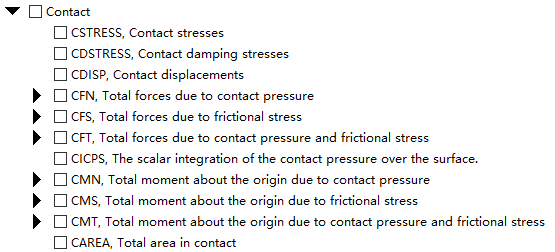 Contact
CSTRESS, Contact stresses
CDSTRESS, Contact damping stresses
CDISP, Contact displacements
CFN, Total forces due to contact pressure
CFS, Total forces due to frictional stress
CFT, Total forces due to contact pressure and frictional stress
CICPS, The scalar integration of the contact pressure over the surface.
CMN, Total moment about the origin due to contact pressure
CMS, Total moment about the origin due to frictional stress
CMT, Total moment about the origin due to contact pressure and frictional stress
CAREA, Total area in contact